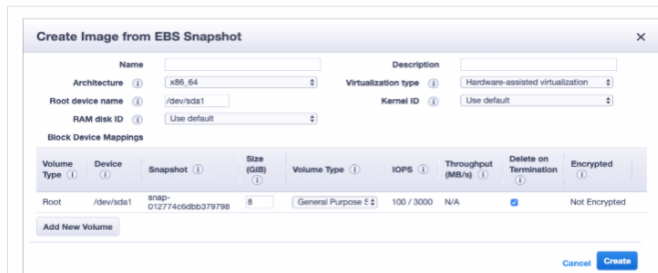 Create Image from EBS Snapshot ×
Name Description
Architecture i x86_64 Virtualization type i Hardware-assisted virtualization
Root device name i /dev/sda1 Kernel ID i Use default
RAM disk ID i Use default
Block Device Mappings
Volume Type i Device i Snapshot i Size (GiB) i Volume Type i IOPS i Throughput (MB/s) i Delete on Termination i Encrypted i
Root /dev/sda1 snap-012774c6dbb379798 8 General Purpose S 100 / 3000 N/A Not Encrypted
Add New Volume
Cancel Create